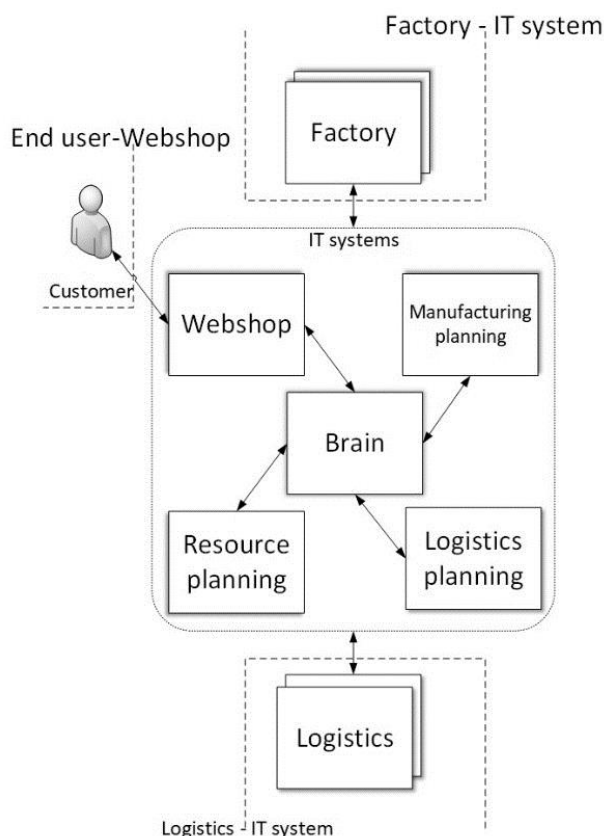 Factory - IT system
Factory
End user-Webshop
Customer
IT systems
Webshop
Manufacturing
planning
Brain
Resource
planning
Logistics
planning
Logistics
Logistics - IT system